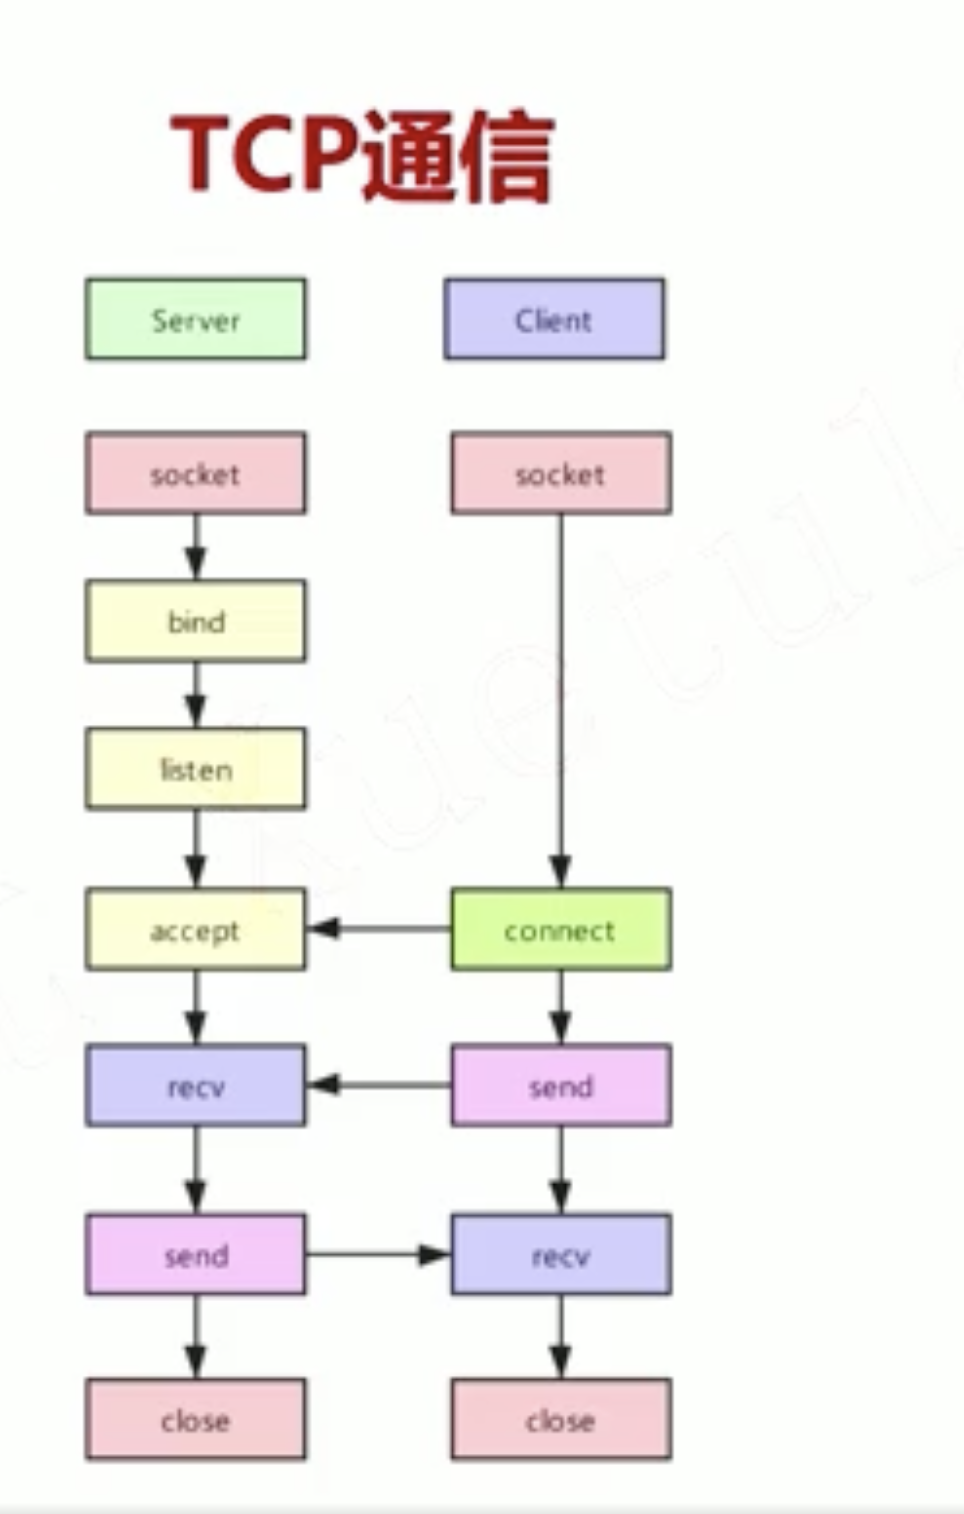 TCP通信
Server
Client
socket
socket
bind
listen
accept
connect
recv
send
send
recv
close
close